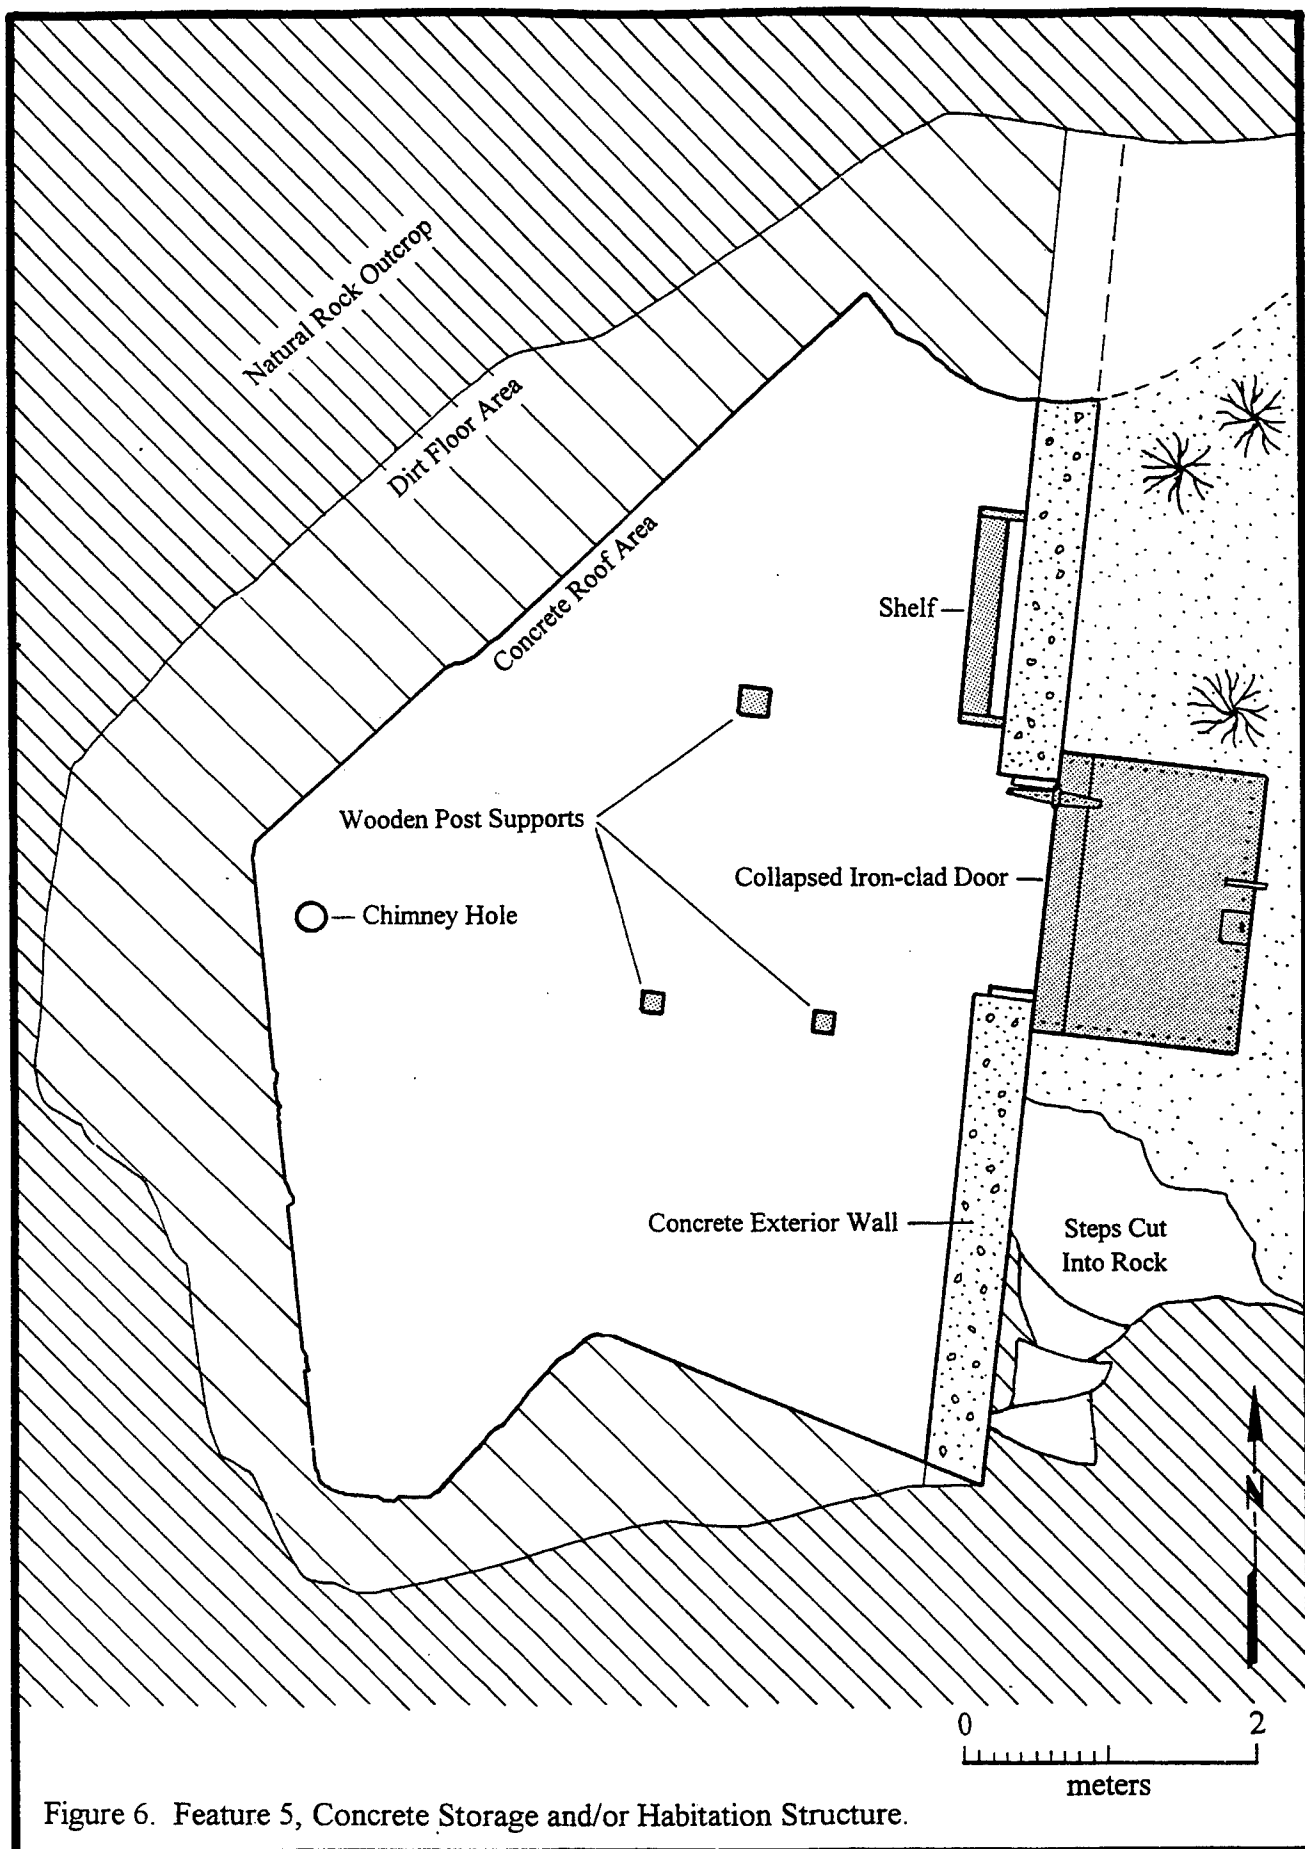 Natural Rock Outcrop
Dirt Floor Area
Concrete Roof Area
Shelf
Wooden Post Supports
Collapsed Iron-clad Door
Chimney Hole
Concrete Exterior Wall
Steps Cut
Into Rock
N
0 2
meters
Figure 6. Feature 5, Concrete Storage and/or Habitation Structure.